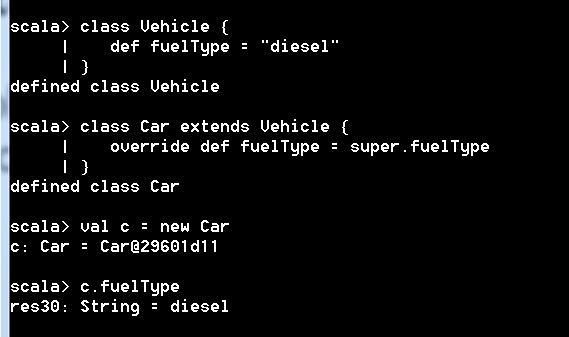 scala> class Vehicle {
     |    def fuelType = "diesel"
     | }
defined class Vehicle
scala> class Car extends Vehicle {
     |    override def fuelType = super.fuelType
     | }
defined class Car
scala> val c = new Car
c: Car = Car@29601d11
scala> c.fuelType
res30: String = diesel